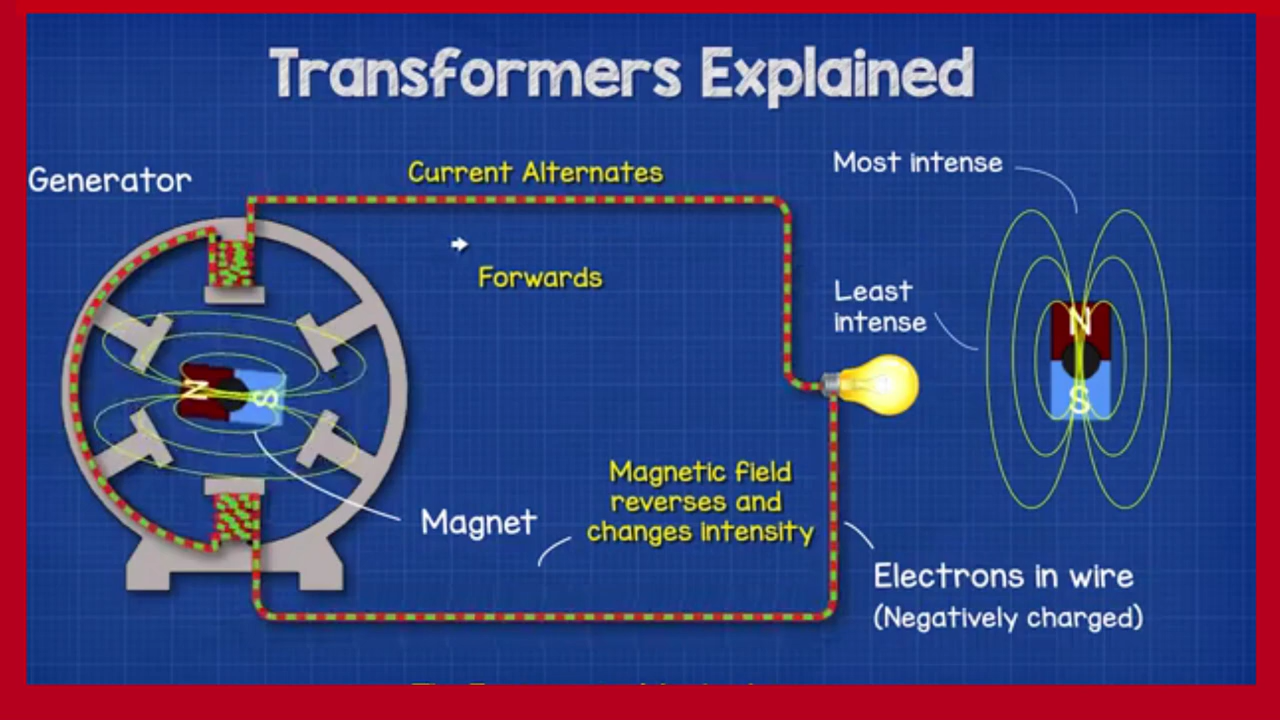 Transformers Explained
Generator
Current Alternates
Forwards
Most intense
Least
intense
N
S
N
S
Magnet
Magnetic field
reverses and
changes intensity
Electrons in wire
(Negatively charged)